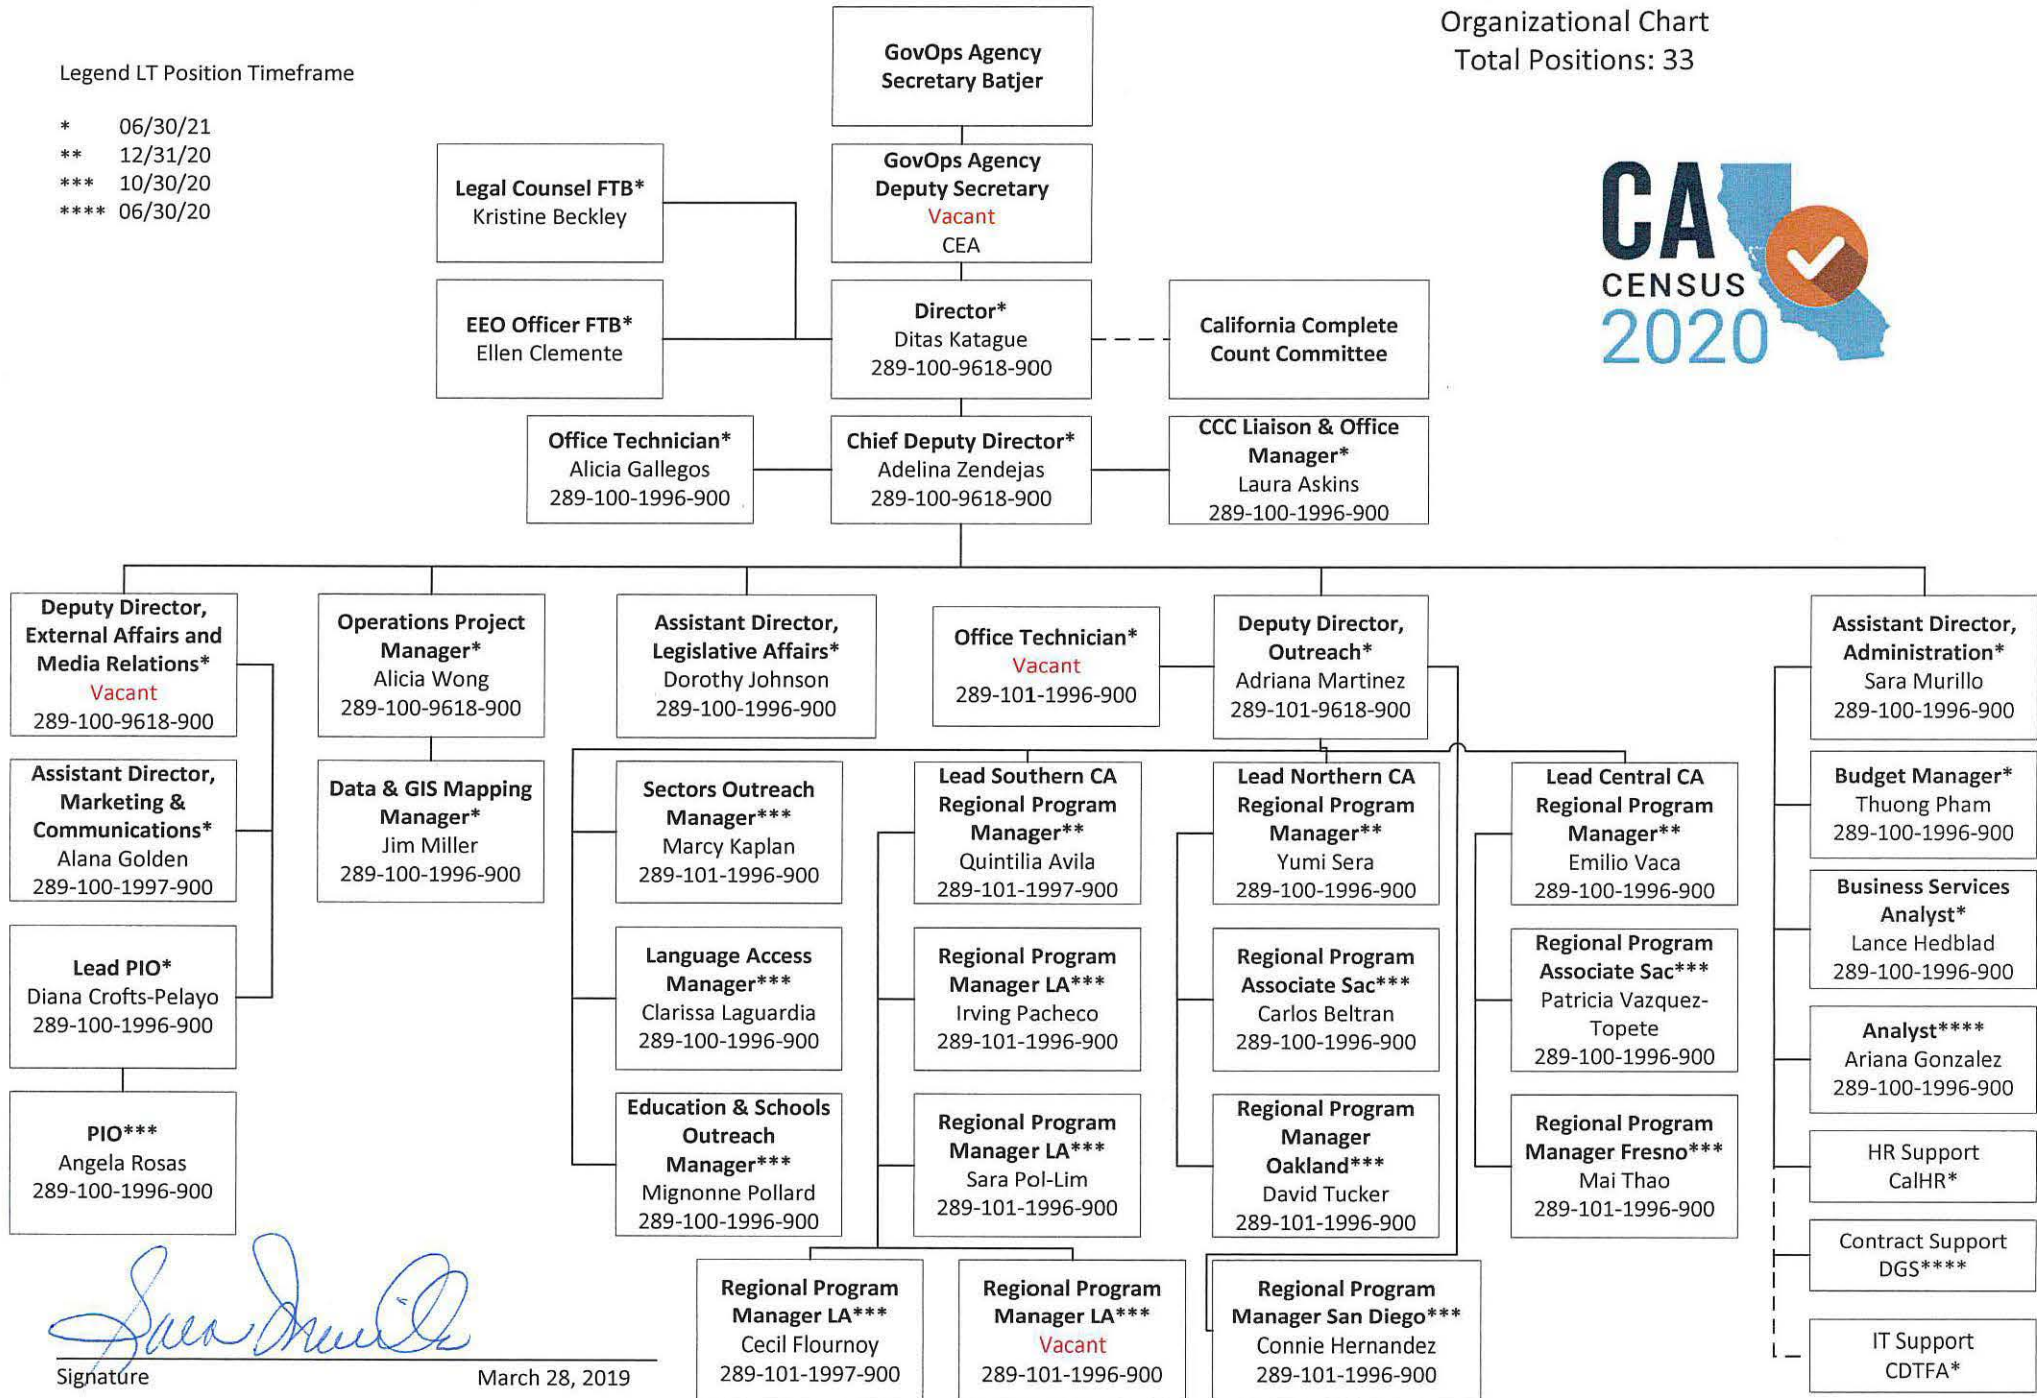 Organizational Chart
Total Positions: 33
Legend LT Position Timeframe
* 06/30/21
** 12/31/20
*** 10/30/20
**** 06/30/20
CA
CENSUS
2020
GovOps Agency
Secretary Batjer
GovOps Agency
Deputy Secretary
Vacant
CEA
Legal Counsel FTB*
Kristine Beckley
EEO Officer FTB*
Ellen Clemente
Director*
Ditas Katague
289-100-9618-900
California Complete
Count Committee
Office Technician*
Alicia Gallegos
289-100-1996-900
Chief Deputy Director*
Adelina Zendejas
289-100-9618-900
CCC Liaison & Office
Manager*
Laura Askins
289-100-1996-900
Deputy Director,
External Affairs and
Media Relations*
Vacant
289-100-9618-900
Operations Project
Manager*
Alicia Wong
289-100-9618-900
Assistant Director,
Legislative Affairs*
Dorothy Johnson
289-100-1996-900
Office Technician*
Vacant
289-101-1996-900
Deputy Director,
Outreach*
Adriana Martinez
289-101-9618-900
Assistant Director,
Administration*
Sara Murillo
289-100-1996-900
Assistant Director,
Marketing &
Communications*
Alana Golden
289-100-1997-900
Data & GIS Mapping
Manager*
Jim Miller
289-100-1996-900
Sectors Outreach
Manager***
Marcy Kaplan
289-101-1996-900
Lead Southern CA
Regional Program
Manager**
Quintilia Avila
289-101-1997-900
Lead Northern CA
Regional Program
Manager**
Yumi Sera
289-100-1996-900
Lead Central CA
Regional Program
Manager**
Emilio Vaca
289-100-1996-900
Budget Manager*
Thuong Pham
289-100-1996-900
Business Services
Analyst*
Lance Hedblad
289-100-1996-900
Lead PIO*
Diana Crofts-Pelayo
289-100-1996-900
Language Access
Manager***
Clarissa Laguardia
289-100-1996-900
Regional Program
Manager LA***
Irving Pacheco
289-101-1996-900
Regional Program
Associate Sac***
Carlos Beltran
289-100-1996-900
Regional Program
Associate Sac***
Patricia Vazquez-
Topete
289-100-1996-900
Analyst****
Ariana Gonzalez
289-100-1996-900
PIO***
Angela Rosas
289-100-1996-900
Education & Schools
Outreach
Manager***
Mignonne Pollard
289-100-1996-900
Regional Program
Manager LA***
Sara Pol-Lim
289-101-1996-900
Regional Program
Manager
Oakland***
David Tucker
289-101-1996-900
Regional Program
Manager Fresno***
Mai Thao
289-101-1996-900
HR Support
CalHR*
Contract Support
DGS****
IT Support
CDTFA*
Regional Program
Manager LA***
Cecil Flournoy
289-101-1997-900
Regional Program
Manager LA***
Vacant
289-101-1996-900
Regional Program
Manager San Diego***
Connie Hernandez
289-101-1996-900
Sara Murillo
Signature
March 28, 2019